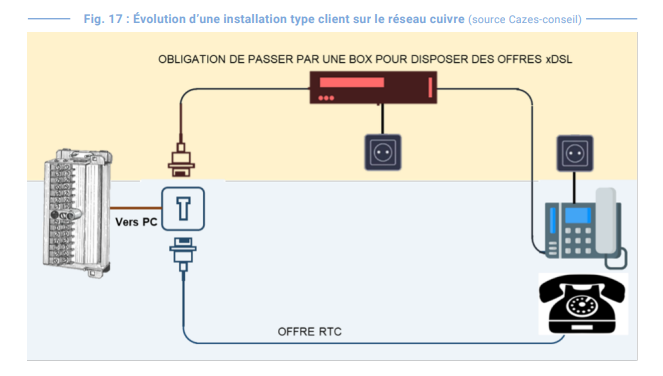 Fig. 17 : Évolution d’une installation type client sur le réseau cuivre (source Cazes-conseil)
OBLIGATION DE PASSER PAR UNE BOX POUR DISPOSER DES OFFRES xDSL
T
Vers PC
OFFRE RTC